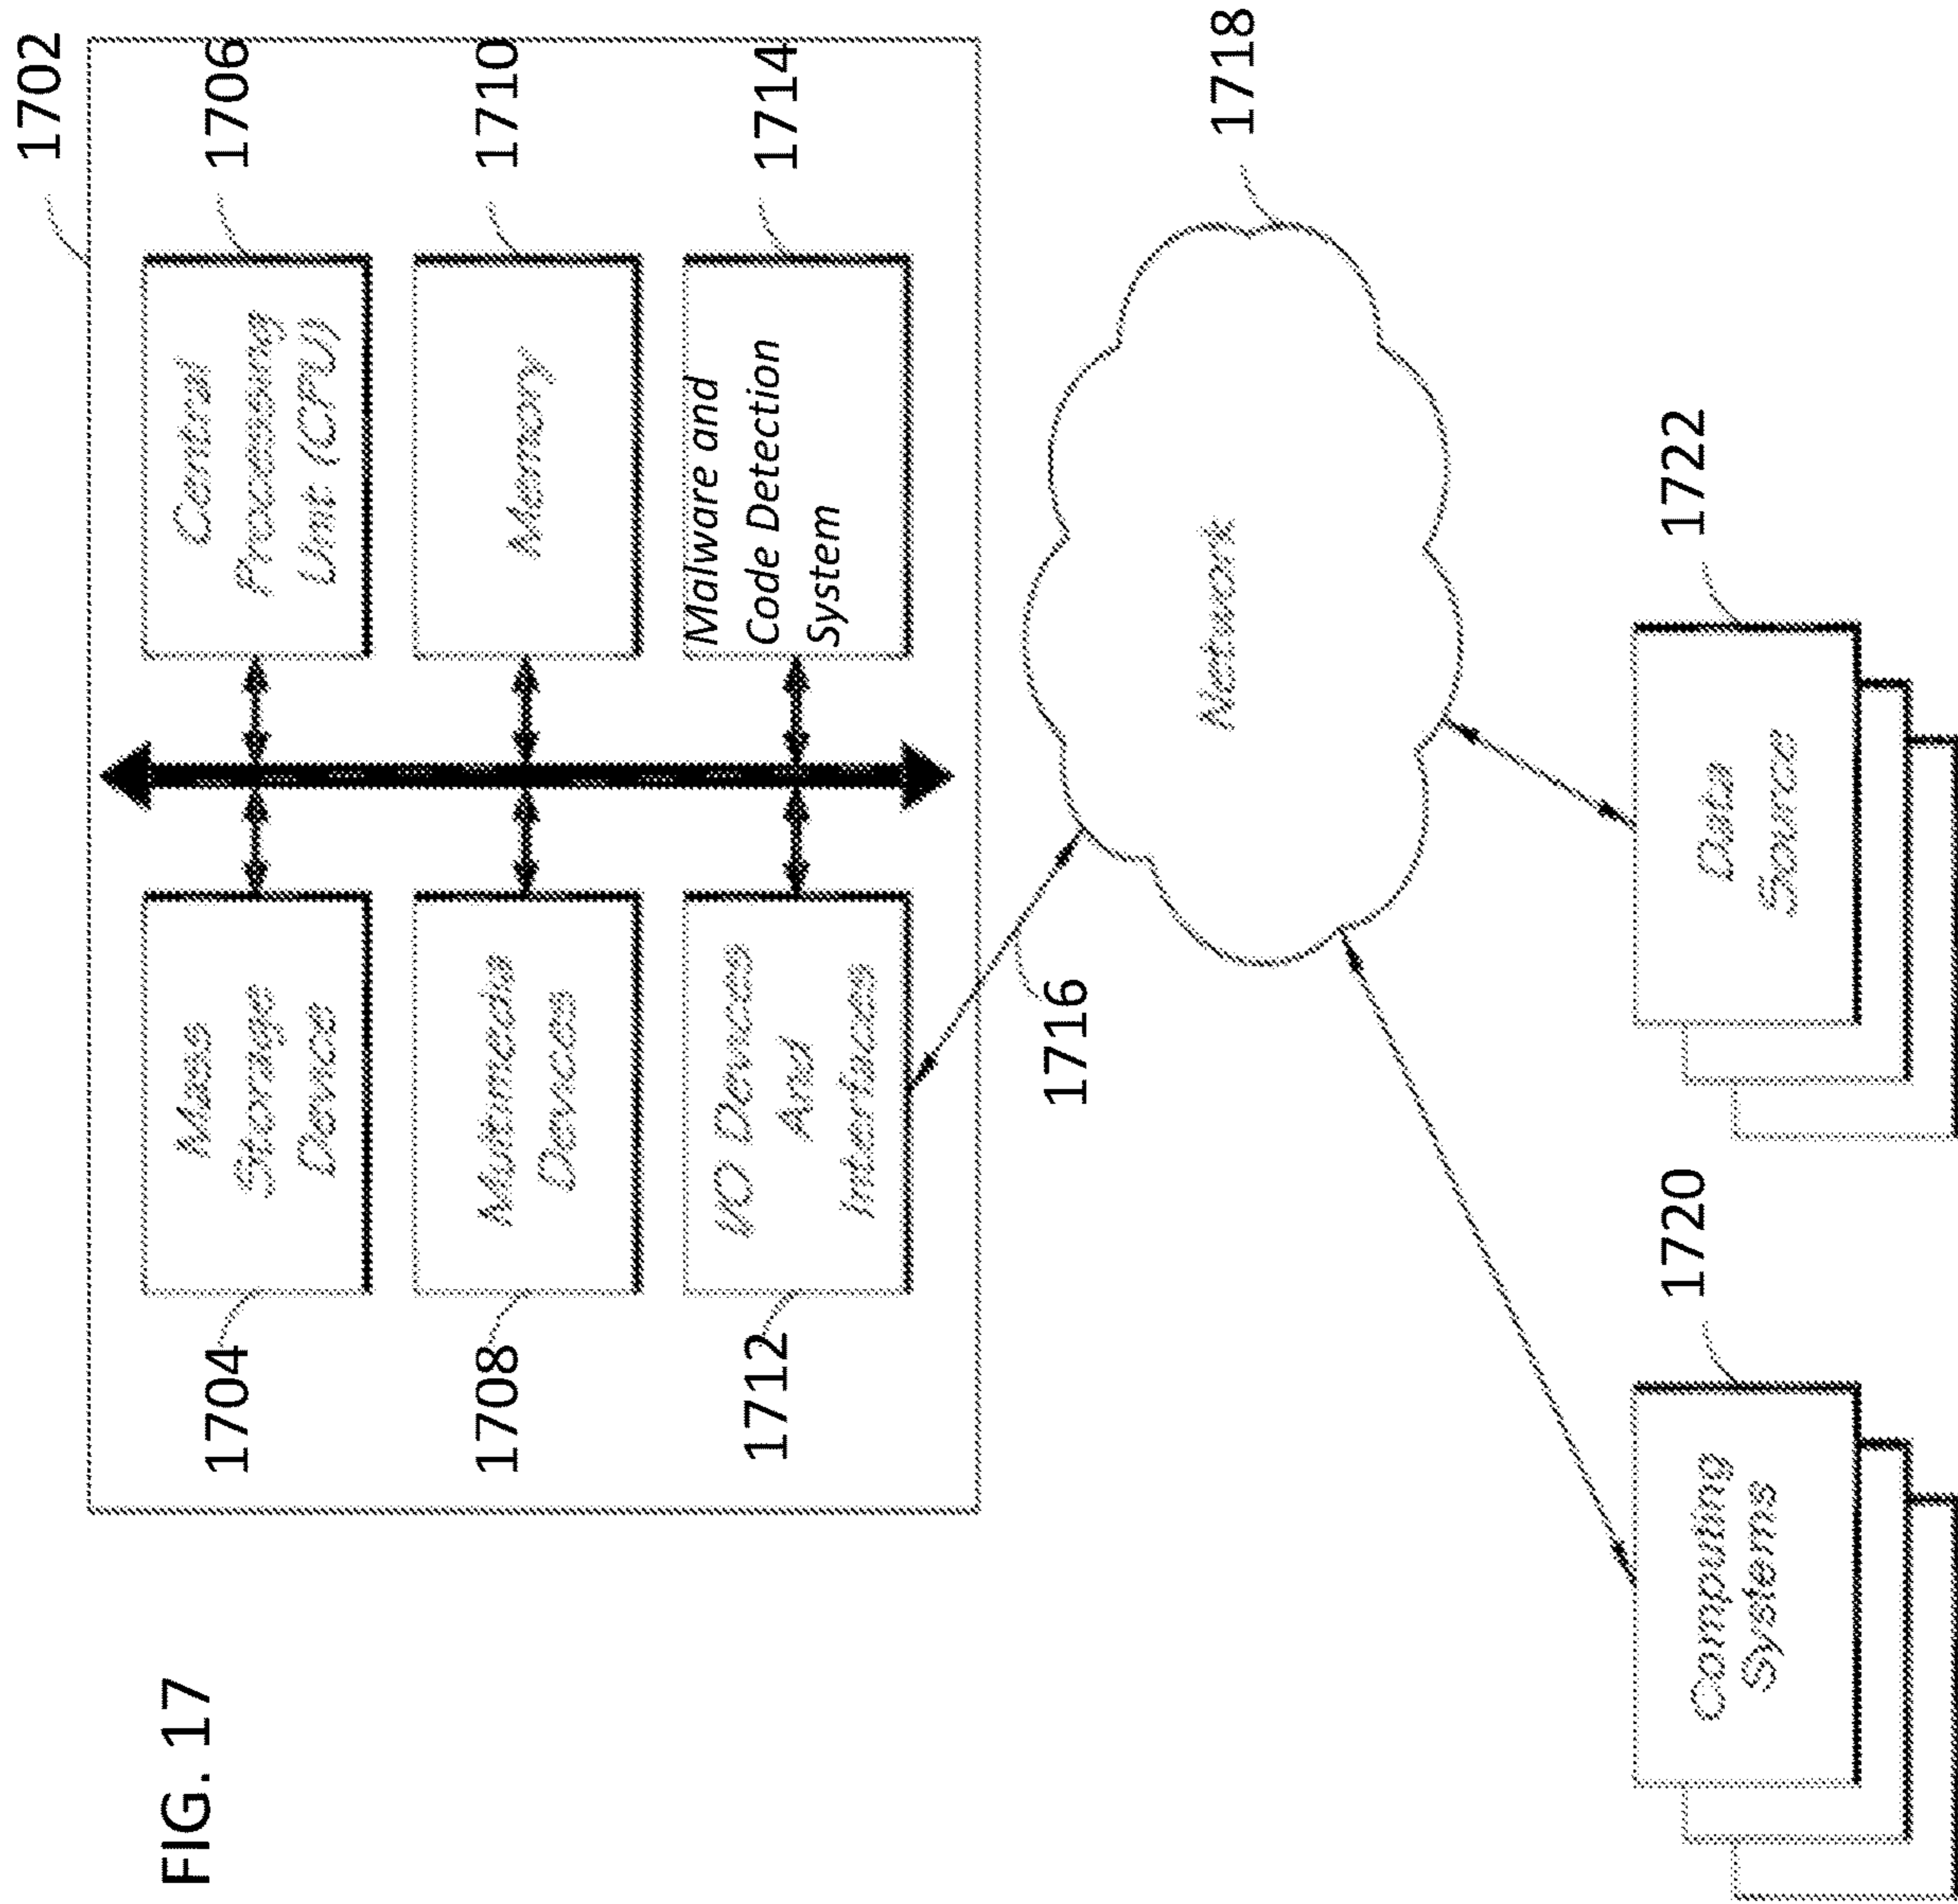 FIG. 17
1702
1704
Mass
Storage
Device
Central
Processing
Unit (CPU)
1706
1708
Multimedia
Devices
Memory
1710
1712
I/O Devices
And
Interfaces
Malware and
Code Detection
System
1714
1716
Network
1718
1720
Computing
Systems
1722
Data
Source